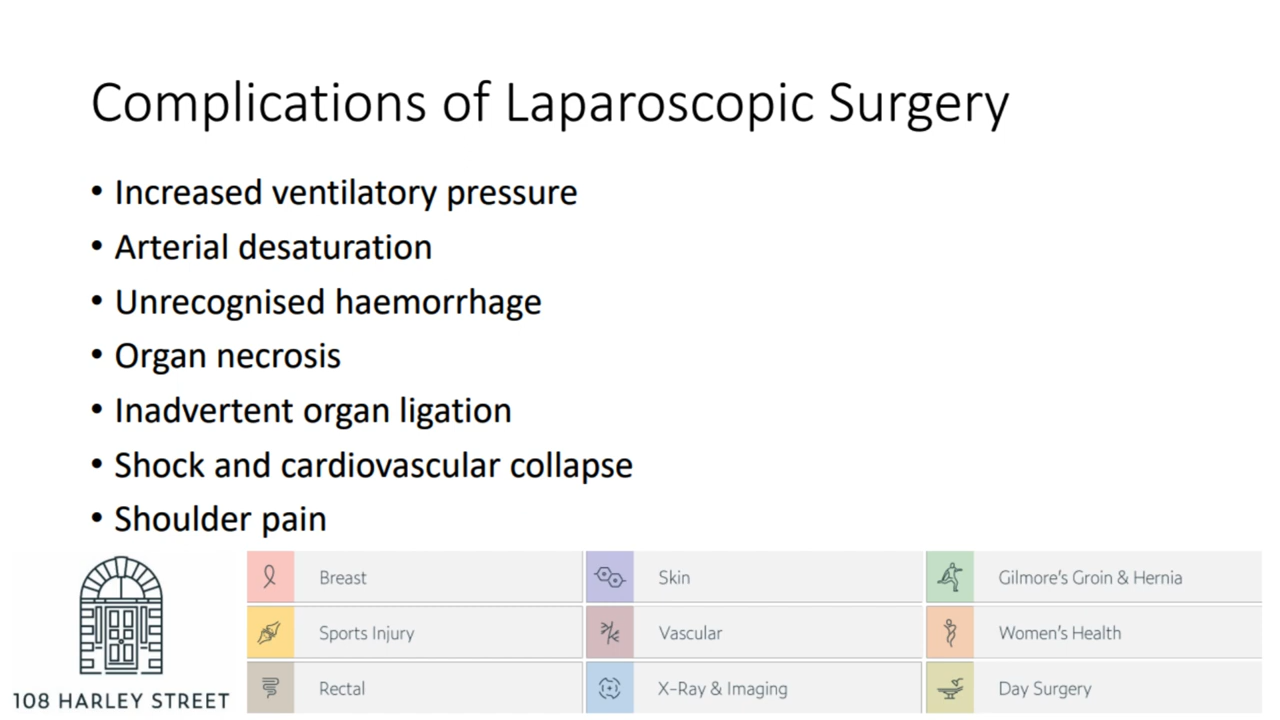 Complications of Laparoscopic Surgery
• Increased ventilatory pressure
• Arterial desaturation
• Unrecognised haemorrhage
• Organ necrosis
• Inadvertent organ ligation
• Shock and cardiovascular collapse
• Shoulder pain
108 HARLEY STREET
Breast
Skin
Gilmore's Groin & Hernia
Sports Injury
Vascular
Women's Health
Rectal
X-Ray & Imaging
Day Surgery